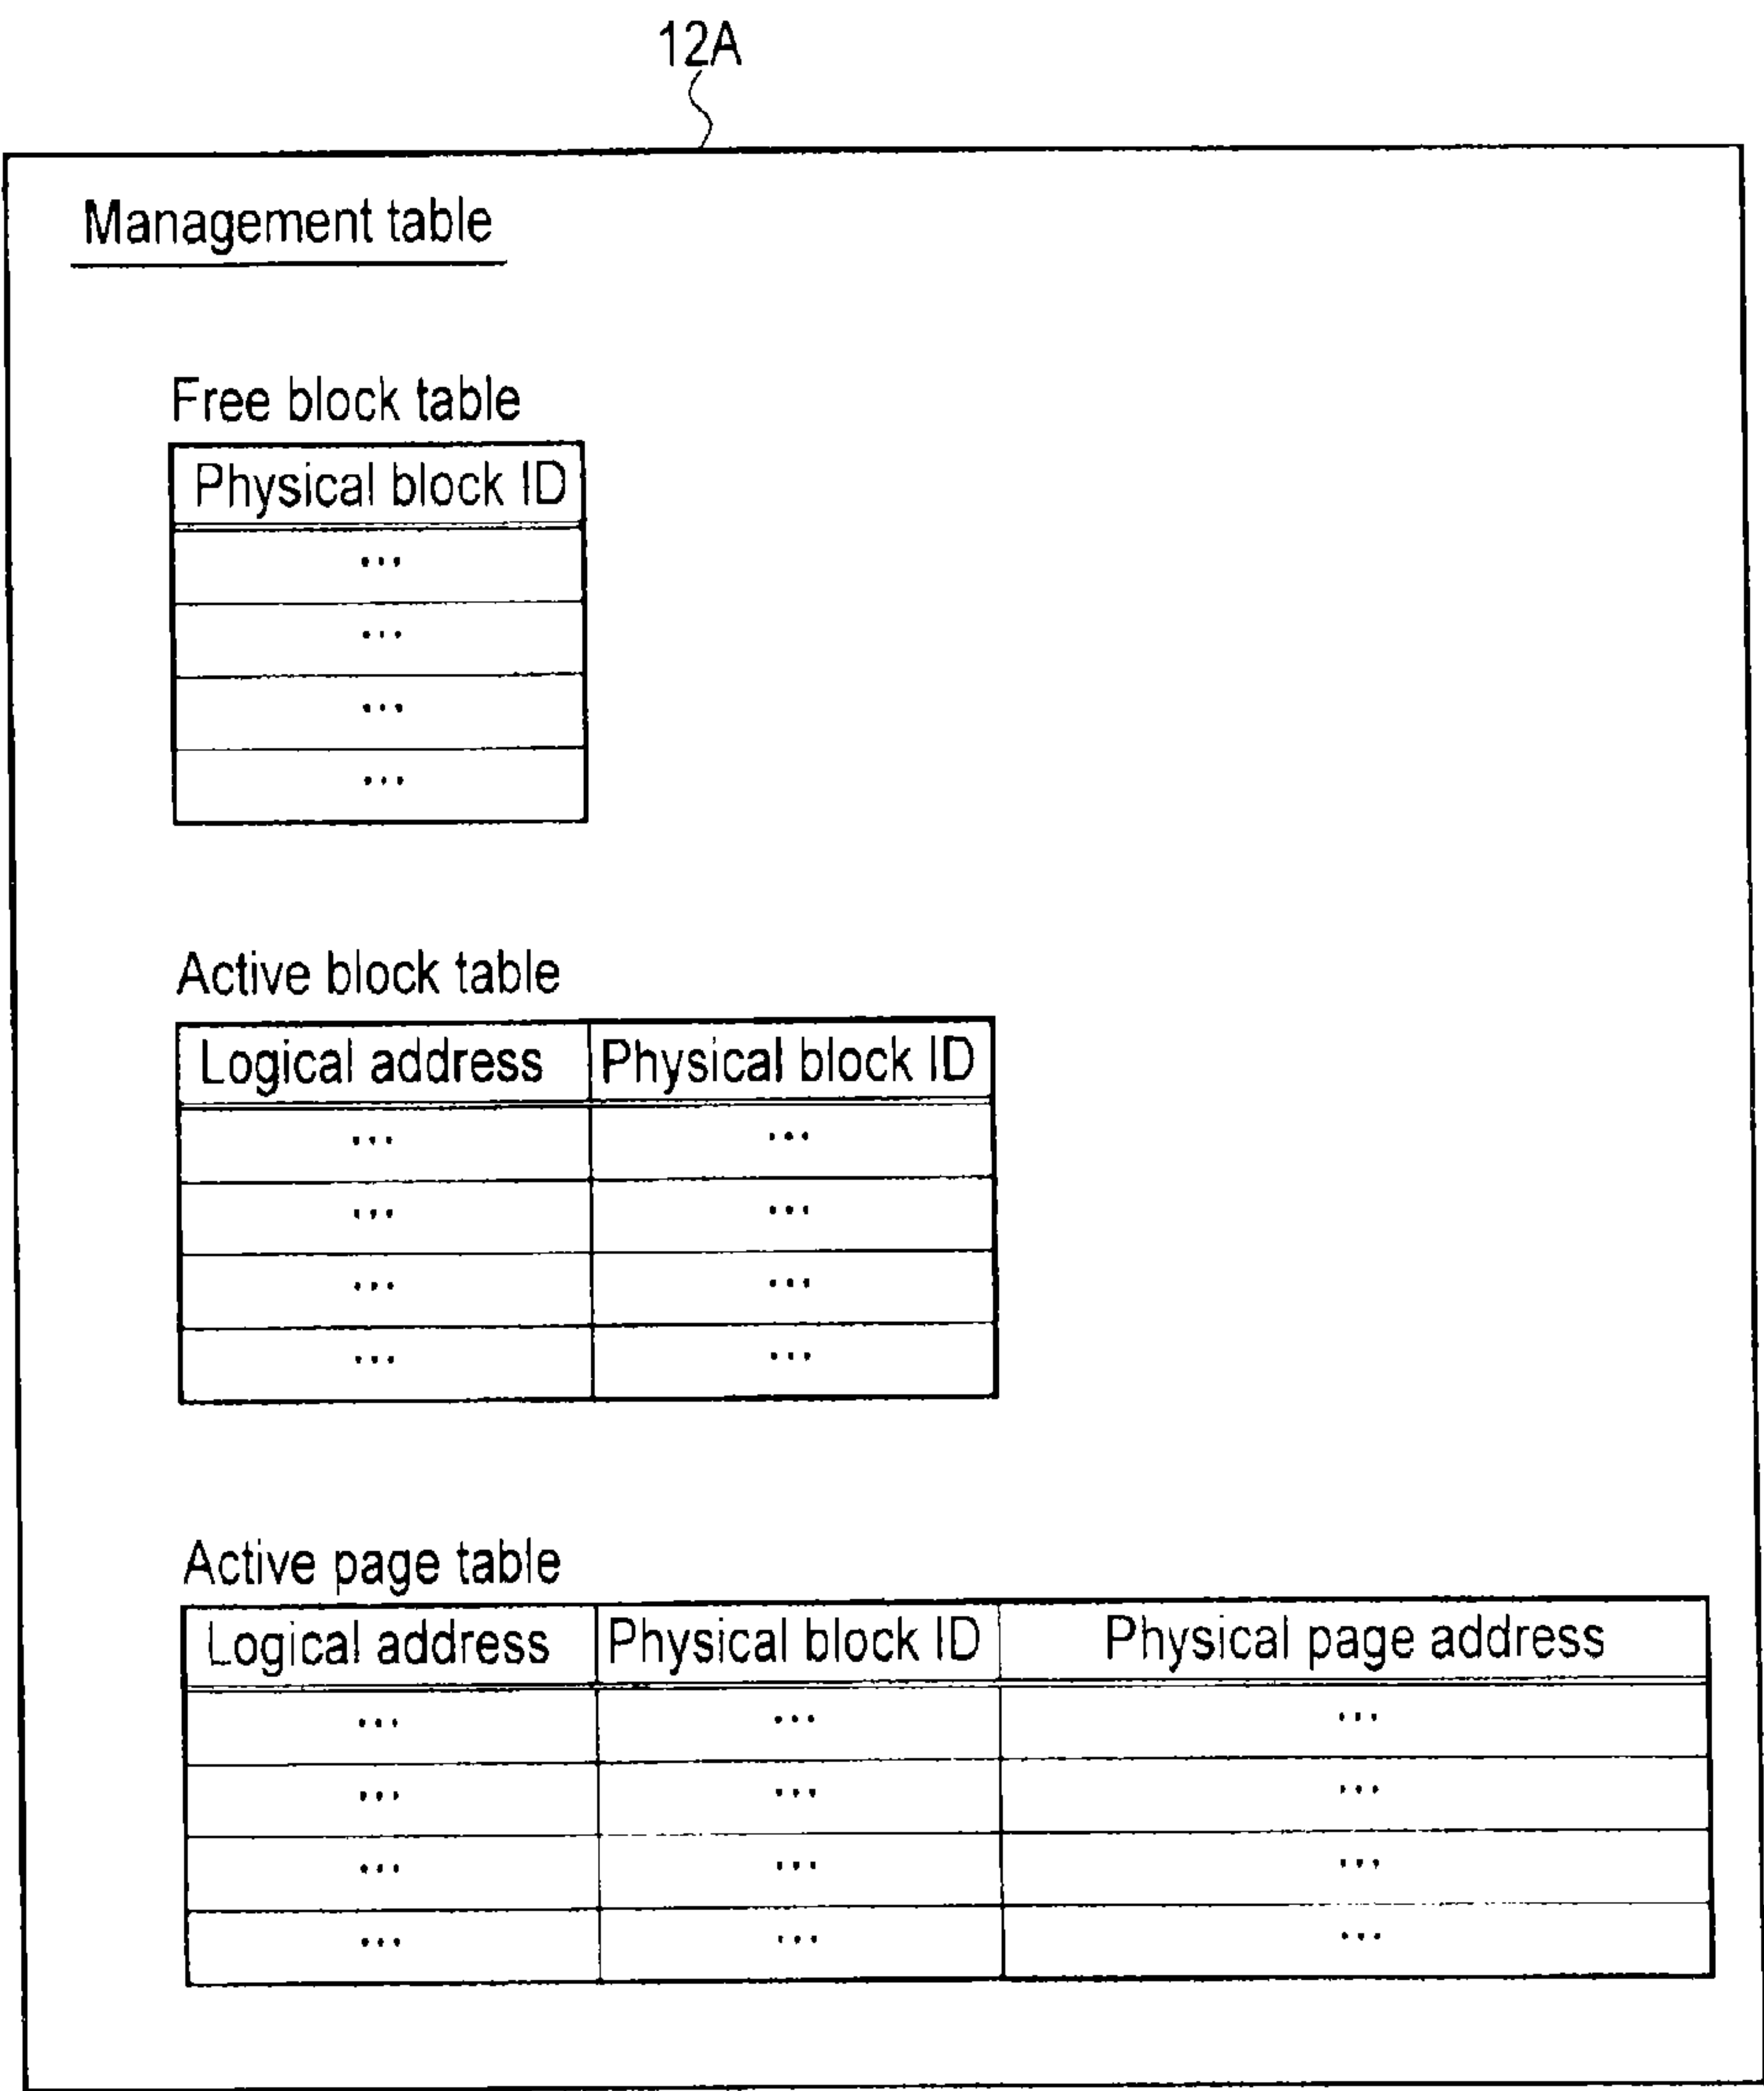 12A
Management table
Free block table
Physical block ID
...
...
...
...
Active block table
Logical address Physical block ID
... ...
... ...
... ...
... ...
Active page table
Logical address Physical block ID Physical page address
... ... ...
... ... ...
... ... ...
... ... ...